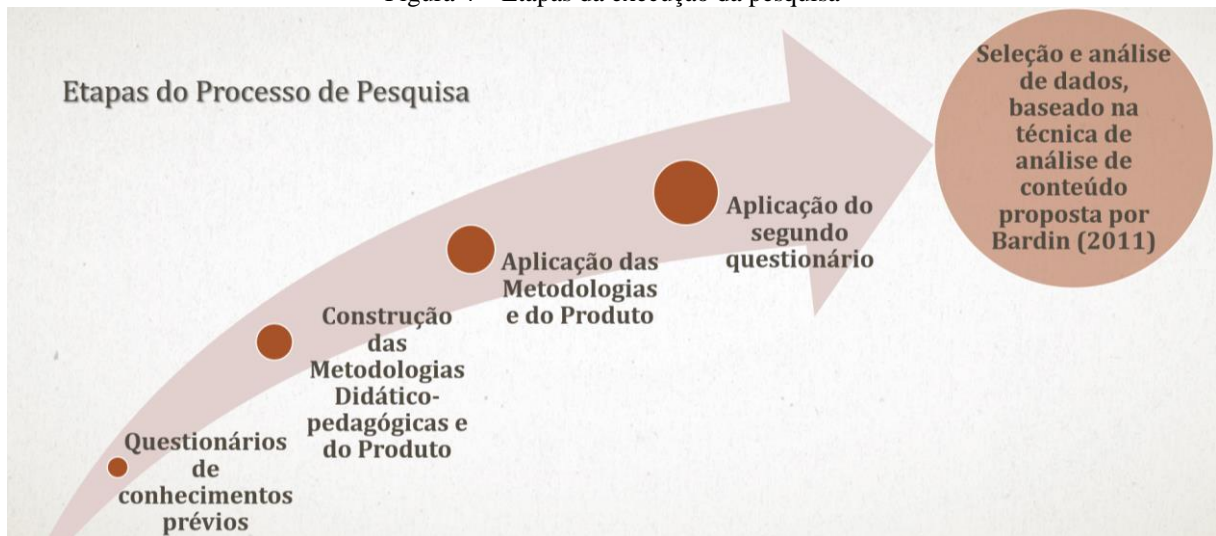 Etapas do Processo de Pesquisa
Questionários
de
conhecimentos
prévios
Construção
das
Metodologias
Didático-
pedagógicas e
do Produto
Aplicação das
Metodologias
e do Produto
Aplicação do
segundo
questionário
Seleção e análise
de dados,
baseado na
técnica de
análise de
conteúdo
proposta por
Bardin (2011)